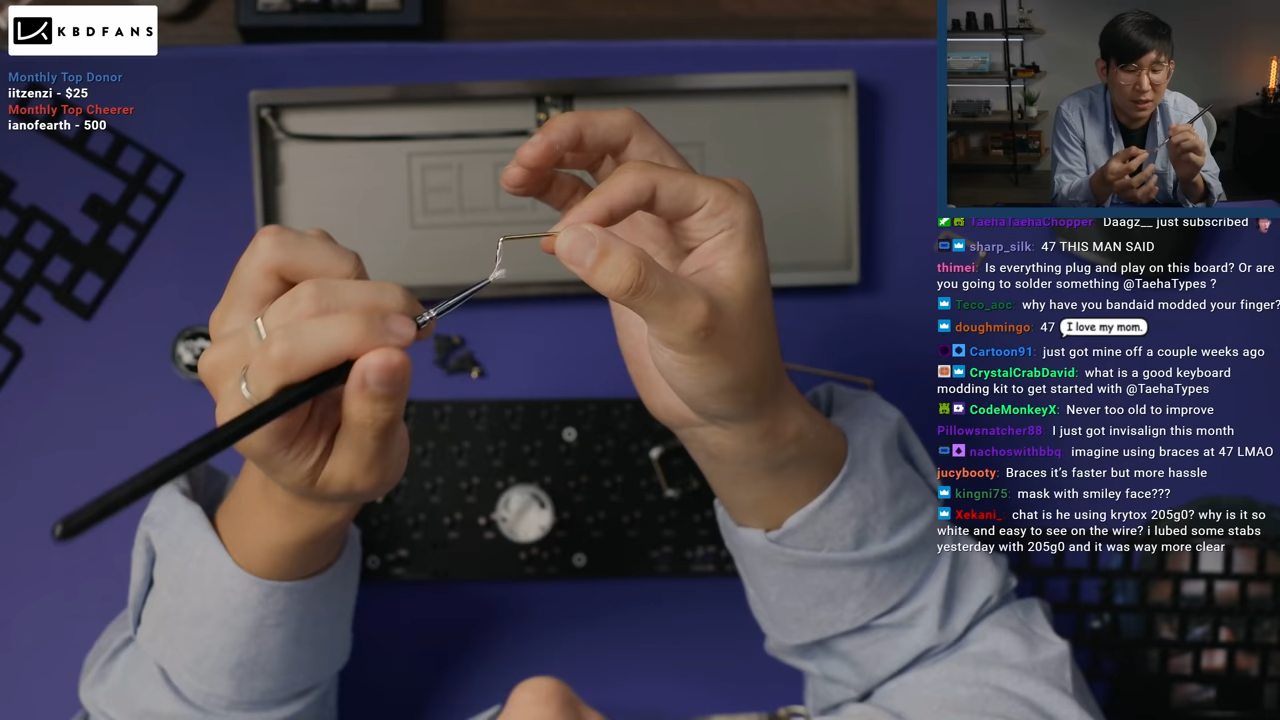 KBDFANS
Monthly Top Donor
iitzenzi - $25
Monthly Top Cheerer
ianofearth - 500
TaehaTaehaChopper Daagz__ just subscribed
sharp_silk: 47 THIS MAN SAID
thimei: Is everything plug and play on this board? Or are
you going to solder something @TaehaTypes ?
Teco_aoc: why have you bandaid modded your finger?
doughmingo: 47 I love my mom.
Cartoon91: just got mine off a couple weeks ago
CrystalCrabDavid: what is a good keyboard
modding kit to get started with @TaehaTypes
CodeMonkeyX: Never too old to improve
Pillowsnatcher88: I just got invisalign this month
nachoswithbbq: imagine using braces at 47 LMAO
jucybooty: Braces it’s faster but more hassle
kingni75: mask with smiley face???
Xekani_: chat is he using krytox 205g0? why is it so
white and easy to see on the wire? i lubed some stabs
yesterday with 205g0 and it was way more clear